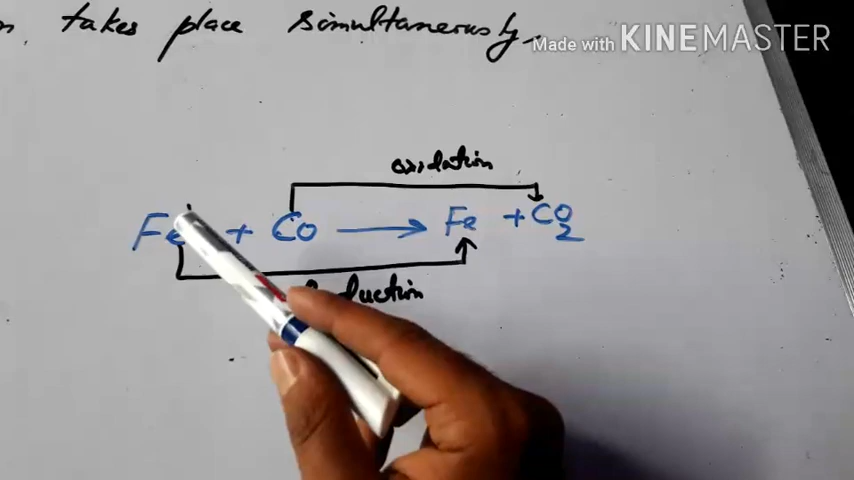 takes place simultaneously.
Made with KINEMASTER
oxidation
Fe + Co → Fe + CO2